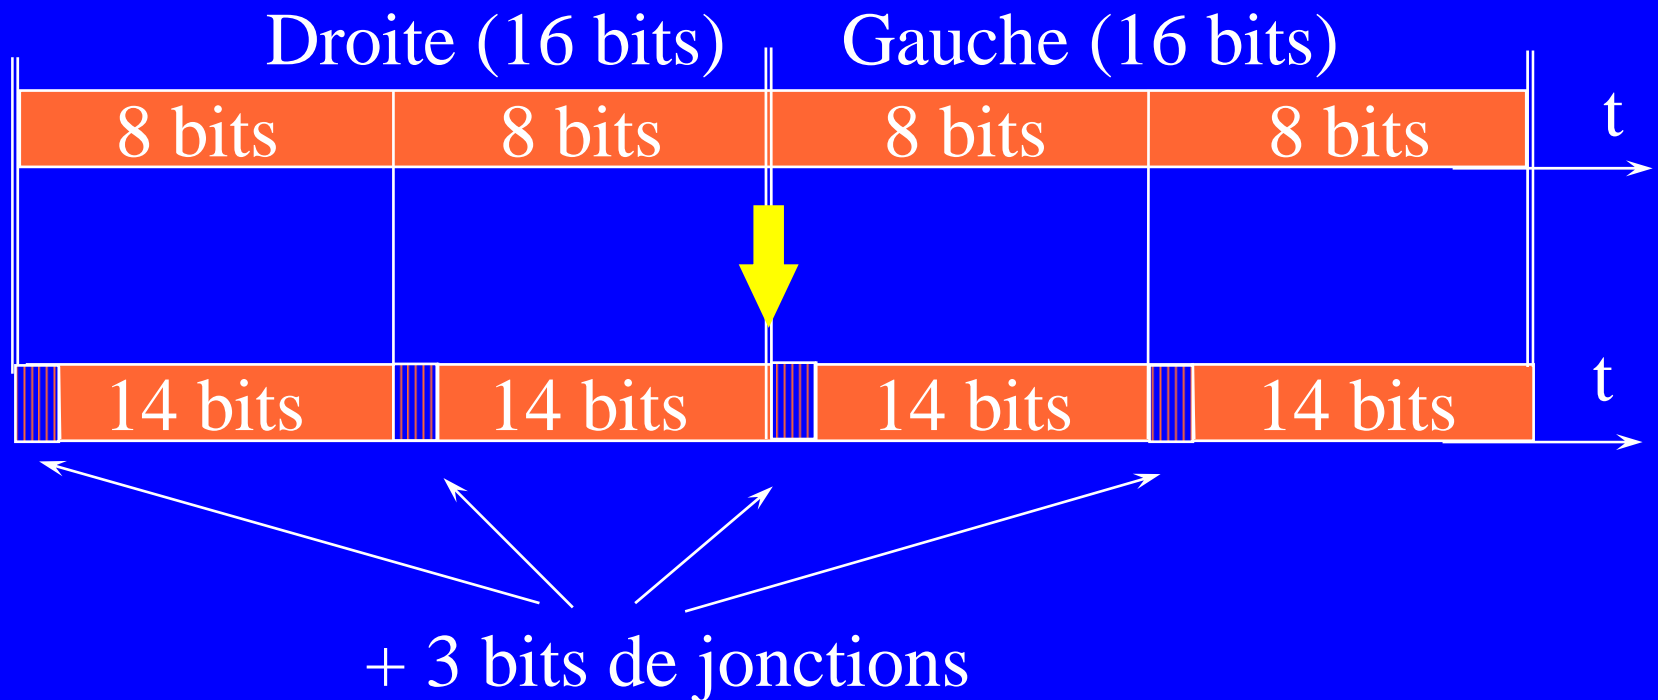 Droite (16 bits) Gauche (16 bits)
8 bits 8 bits 8 bits 8 bits t
14 bits 14 bits 14 bits 14 bits t
+ 3 bits de jonctions